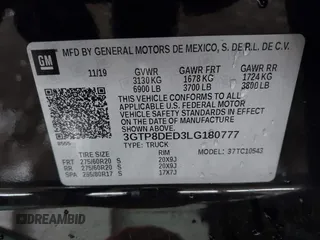 GM
MFD BY GENERAL MOTORS DE MEXICO, S. DE R.L. DE C.V.
11/19 GVWR GAWR FRT GAWR RR
3130 KG 1678 KG 1724 KG
6900 LB 3700 LB 3800 LB
THIS VEHICLE CONFORMS TO ALL
APPLICABLE U.S. FEDERAL MOTOR
VEHICLE SAFETY STANDARDS IN EFFECT ON
THE DATE OF MANUFACTURE SHOWN ABOVE.
3GTP8DED3LG180777
TYPE: TRUCK MODEL: 37TC10543
TIRE SIZE RIM
FRT 275/60R20 S 20X9J
RR 275/60R20 S 20X9J
SPA 265/80R17 S 17X7J
DREAMBID